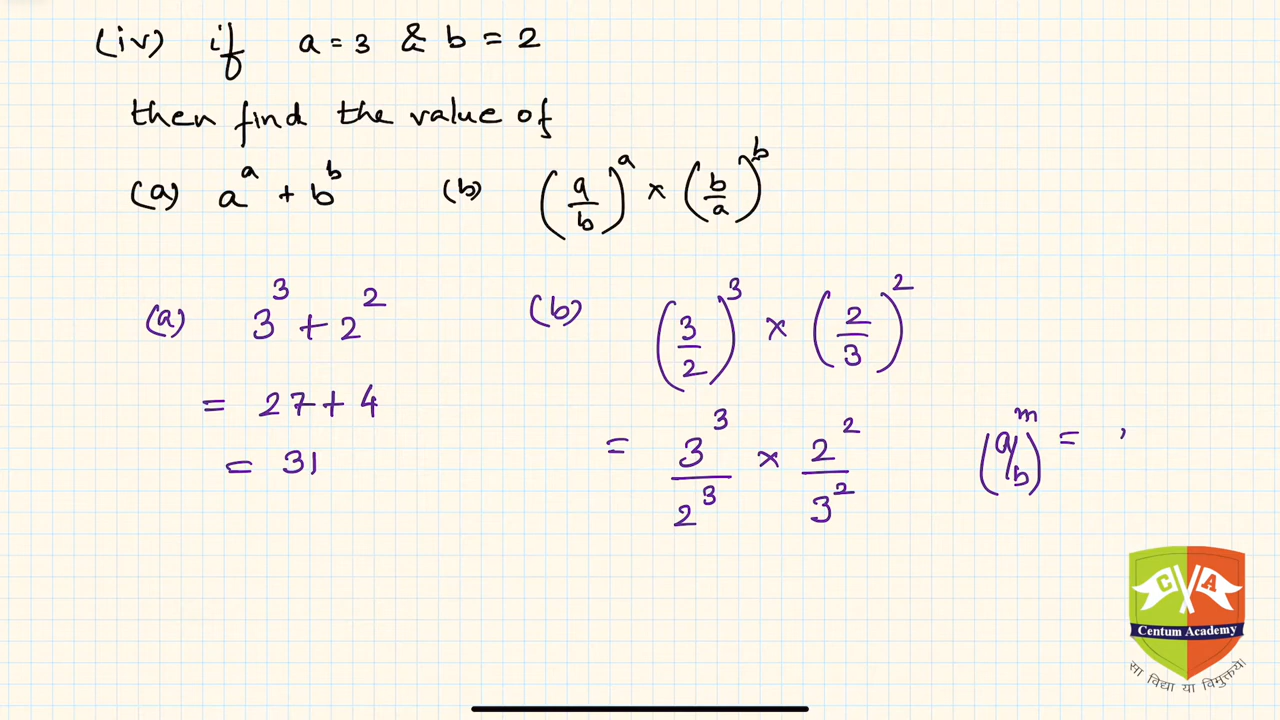 (iv) if a = 3 & b = 2
then find the value of
(a) a^a + b^b (b) (a/b)^a × (b/a)^b
(a) 3^3 + 2^2
= 27 + 4
= 31
(b) (3/2)^3 × (2/3)^2
= 3^3/2^3 × 2^2/3^2
(a/b)^m =
C A
Centum Academy
सा विद्या या विमुक्तये